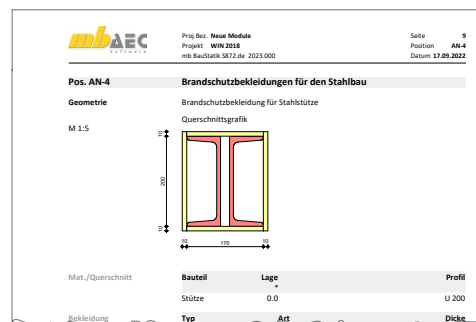 mb AEC
Software
Proj.Bez. Neue Module
Projekt WIN 2018
mb BauStatik S872.de 2023.000
Seite 9
Position AN-4
Datum 17.09.2022
Pos. AN-4 Brandschutzbekleidungen für den Stahlbau
Geometrie Brandschutzbekleidung für Stahlstütze
Querschnittsgrafik
M 1:5
10
200
10
10 170 10
Mat./Querschnitt Bauteil Lage Profil
°
Stütze 0.0 U 200
Bekleidung Typ Art Dicke